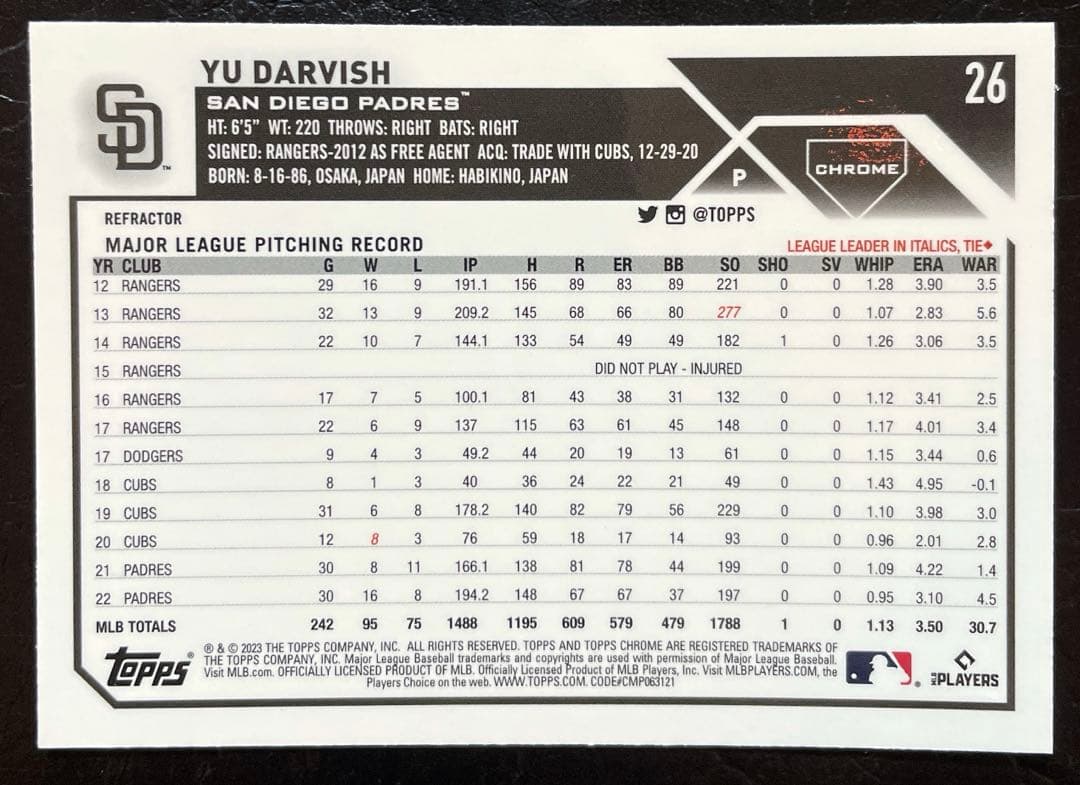 YU DARVISH
26
SD™
SAN DIEGO PADRES™
HT: 6'5" WT: 220 THROWS: RIGHT BATS: RIGHT
SIGNED: RANGERS-2012 AS FREE AGENT ACQ: TRADE WITH CUBS, 12-29-20
BORN: 8-16-86, OSAKA, JAPAN HOME: HABIKINO, JAPAN
P
CHROME
REFRACTOR
@TOPPS
MAJOR LEAGUE PITCHING RECORD
LEAGUE LEADER IN ITALICS, TIE♦
YR CLUB G W L IP H R ER BB SO SHO SV WHIP ERA WAR
12 RANGERS 29 16 9 191.1 156 89 83 89 221 0 0 1.28 3.90 3.5
13 RANGERS 32 13 9 209.2 145 68 66 80 277 0 0 1.07 2.83 5.6
14 RANGERS 22 10 7 144.1 133 54 49 49 182 1 0 1.26 3.06 3.5
15 RANGERS DID NOT PLAY - INJURED
16 RANGERS 17 7 5 100.1 81 43 38 31 132 0 0 1.12 3.41 2.5
17 RANGERS 22 6 9 137 115 63 61 45 148 0 0 1.17 4.01 3.4
17 DODGERS 9 4 3 49.2 44 20 19 13 61 0 0 1.15 3.44 0.6
18 CUBS 8 1 3 40 36 24 22 21 49 0 0 1.43 4.95 -0.1
19 CUBS 31 6 8 178.2 140 82 79 56 229 0 0 1.10 3.98 3.0
20 CUBS 12 8 3 76 59 18 17 14 93 0 0 0.96 2.01 2.8
21 PADRES 30 8 11 166.1 138 81 78 44 199 0 0 1.09 4.22 1.4
22 PADRES 30 16 8 194.2 148 67 67 37 197 0 0 0.95 3.10 4.5
MLB TOTALS 242 95 75 1488 1195 609 579 479 1788 1 0 1.13 3.50 30.7
TOPPS®
® & © 2023 THE TOPPS COMPANY, INC. ALL RIGHTS RESERVED. TOPPS AND TOPPS CHROME ARE REGISTERED TRADEMARKS OF
THE TOPPS COMPANY, INC. Major League Baseball trademarks and copyrights are used with permission of Major League Baseball.
Visit MLB.com. OFFICIALLY LICENSED PRODUCT OF MLB. Officially Licensed Product of MLB Players, Inc. Visit MLBPLAYERS.COM, the
Players Choice on the web. WWW.TOPPS.COM. CODE#CMP063121
MLB PLAYERS